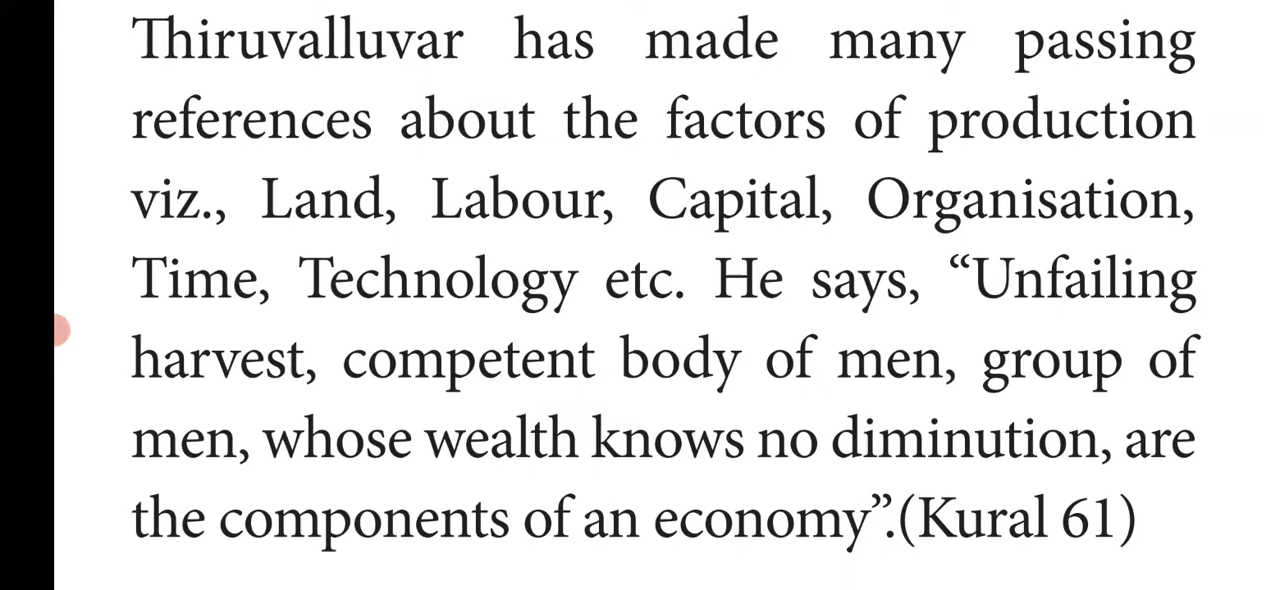 Thiruvalluvar has made many passing
references about the factors of production
viz., Land, Labour, Capital, Organisation,
Time, Technology etc. He says, “Unfailing
harvest, competent body of men, group of
men, whose wealth knows no diminution, are
the components of an economy”.(Kural 61)